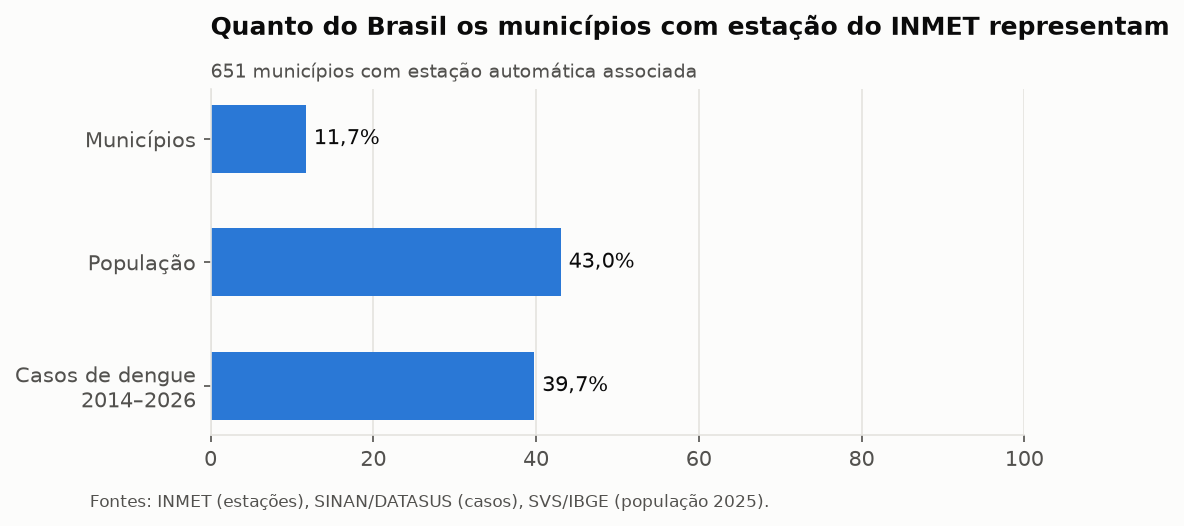 Quanto do Brasil os municípios com estação do INMET representam
651 municípios com estação automática associada
Municípios
11,7%
População
43,0%
Casos de dengue
2014–2026
39,7%
0 20 40 60 80 100
Fontes: INMET (estações), SINAN/DATASUS (casos), SVS/IBGE (população 2025).